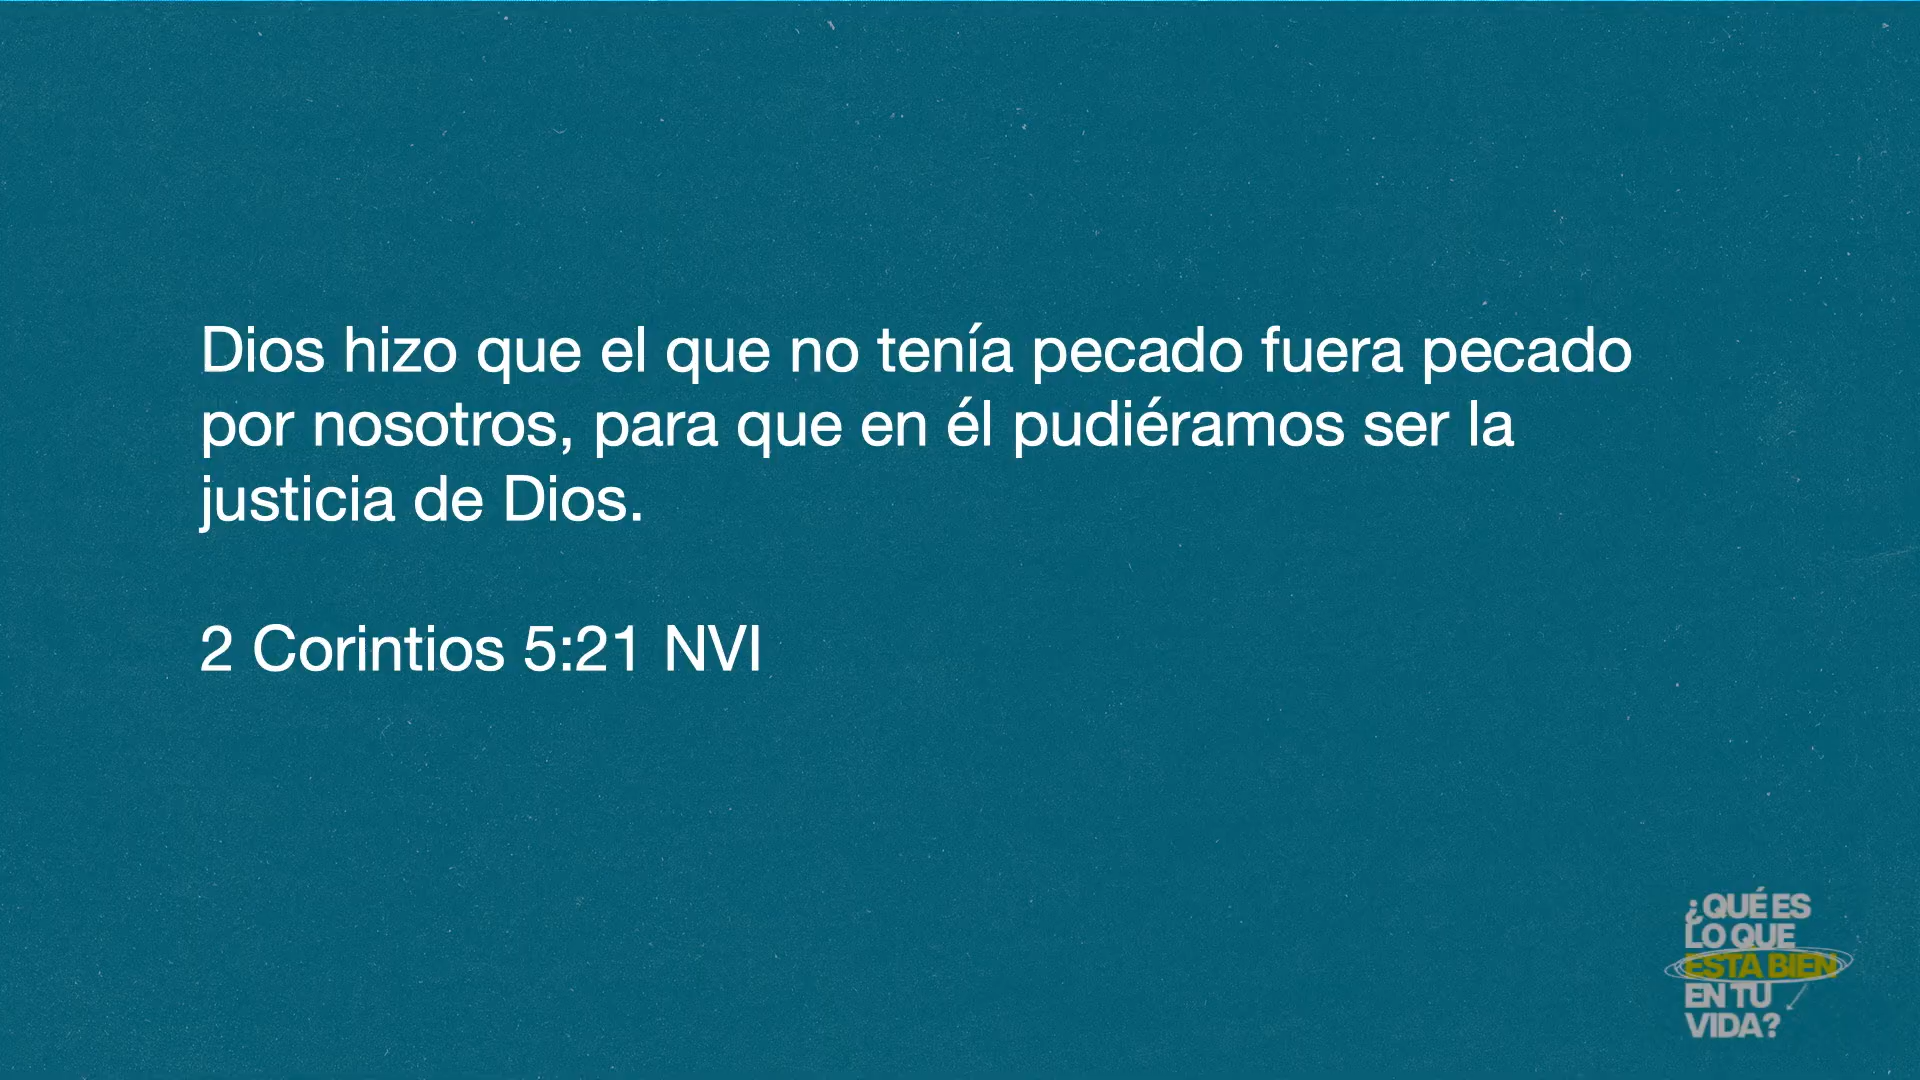 Dios hizo que el que no tenía pecado fuera pecado
por nosotros, para que en él pudiéramos ser la
justicia de Dios.
2 Corintios 5:21 NVI
¿QUÉ ES
LO QUE
ESTÁ BIEN
EN TU
VIDA?